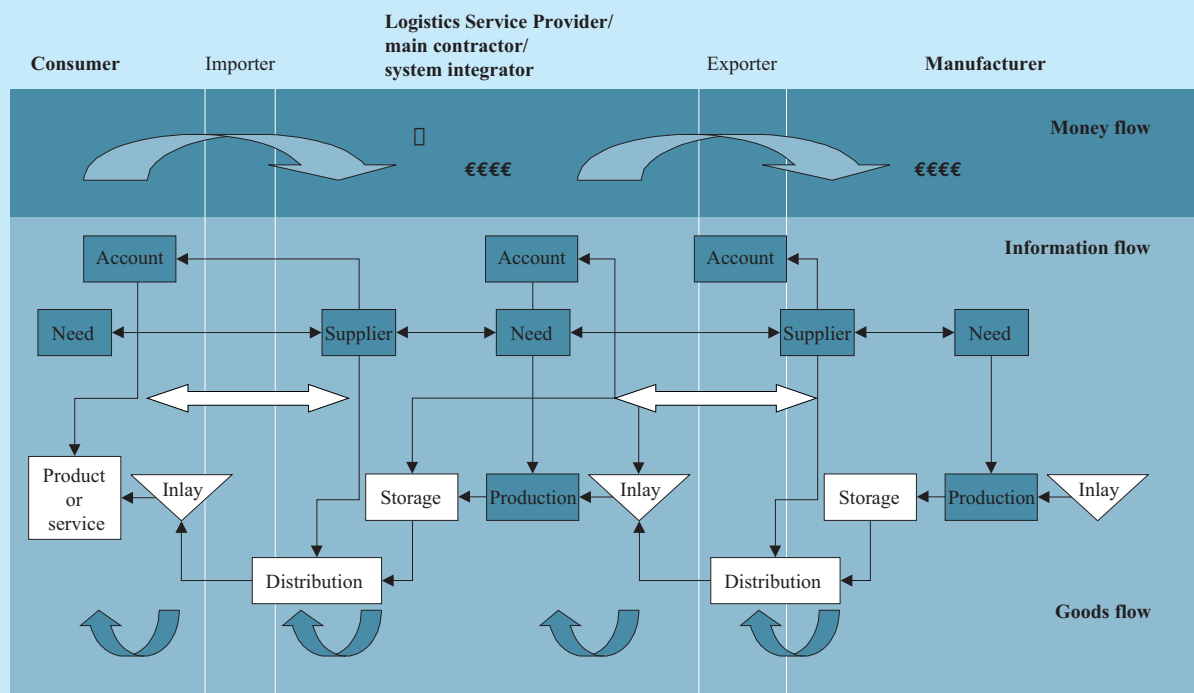 Logistics Service Provider/
main contractor/
system integrator
Consumer
Importer
Exporter
Manufacturer
Money flow
▯
€€€€
€€€€
Information flow
Account
Account
Account
Need
Supplier
Need
Supplier
Need
Product
or
service
Inlay
Storage
Production
Inlay
Storage
Production
Inlay
Distribution
Distribution
Goods flow